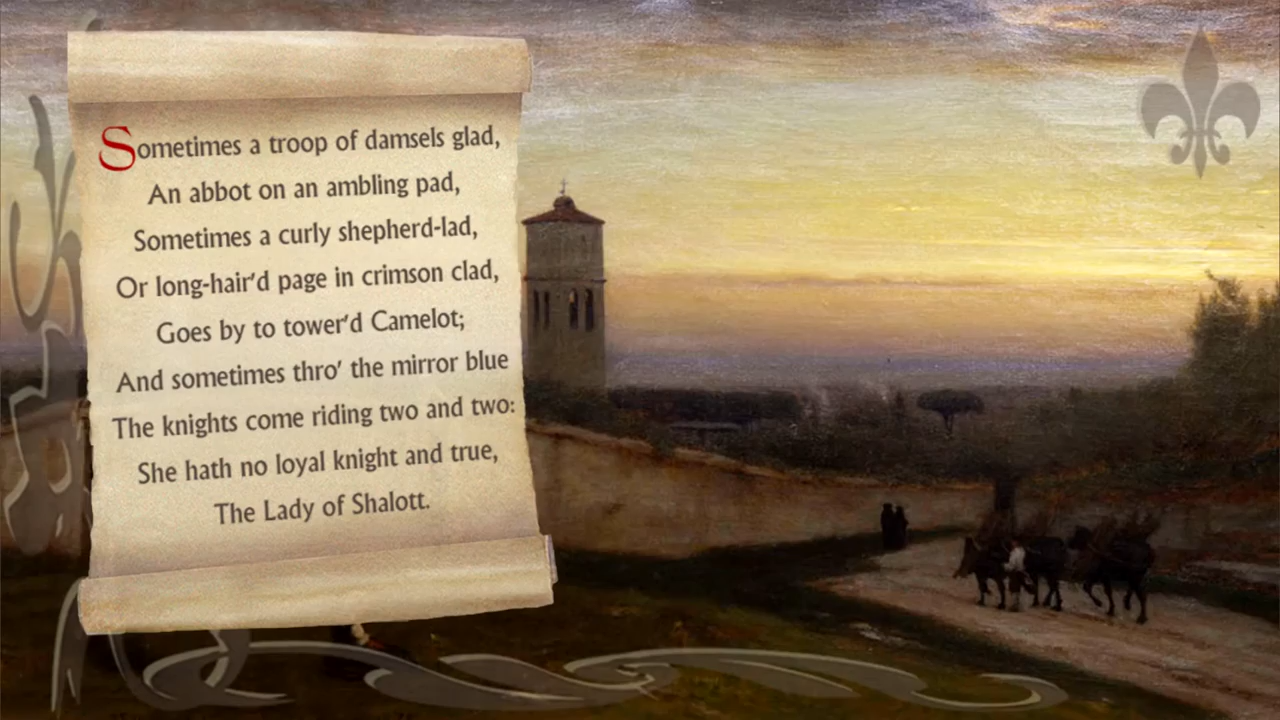 Sometimes a troop of damsels glad,
An abbot on an ambling pad,
Sometimes a curly shepherd-lad,
Or long-hair'd page in crimson clad,
Goes by to tower'd Camelot;
And sometimes thro' the mirror blue
The knights come riding two and two:
She hath no loyal knight and true,
The Lady of Shalott.